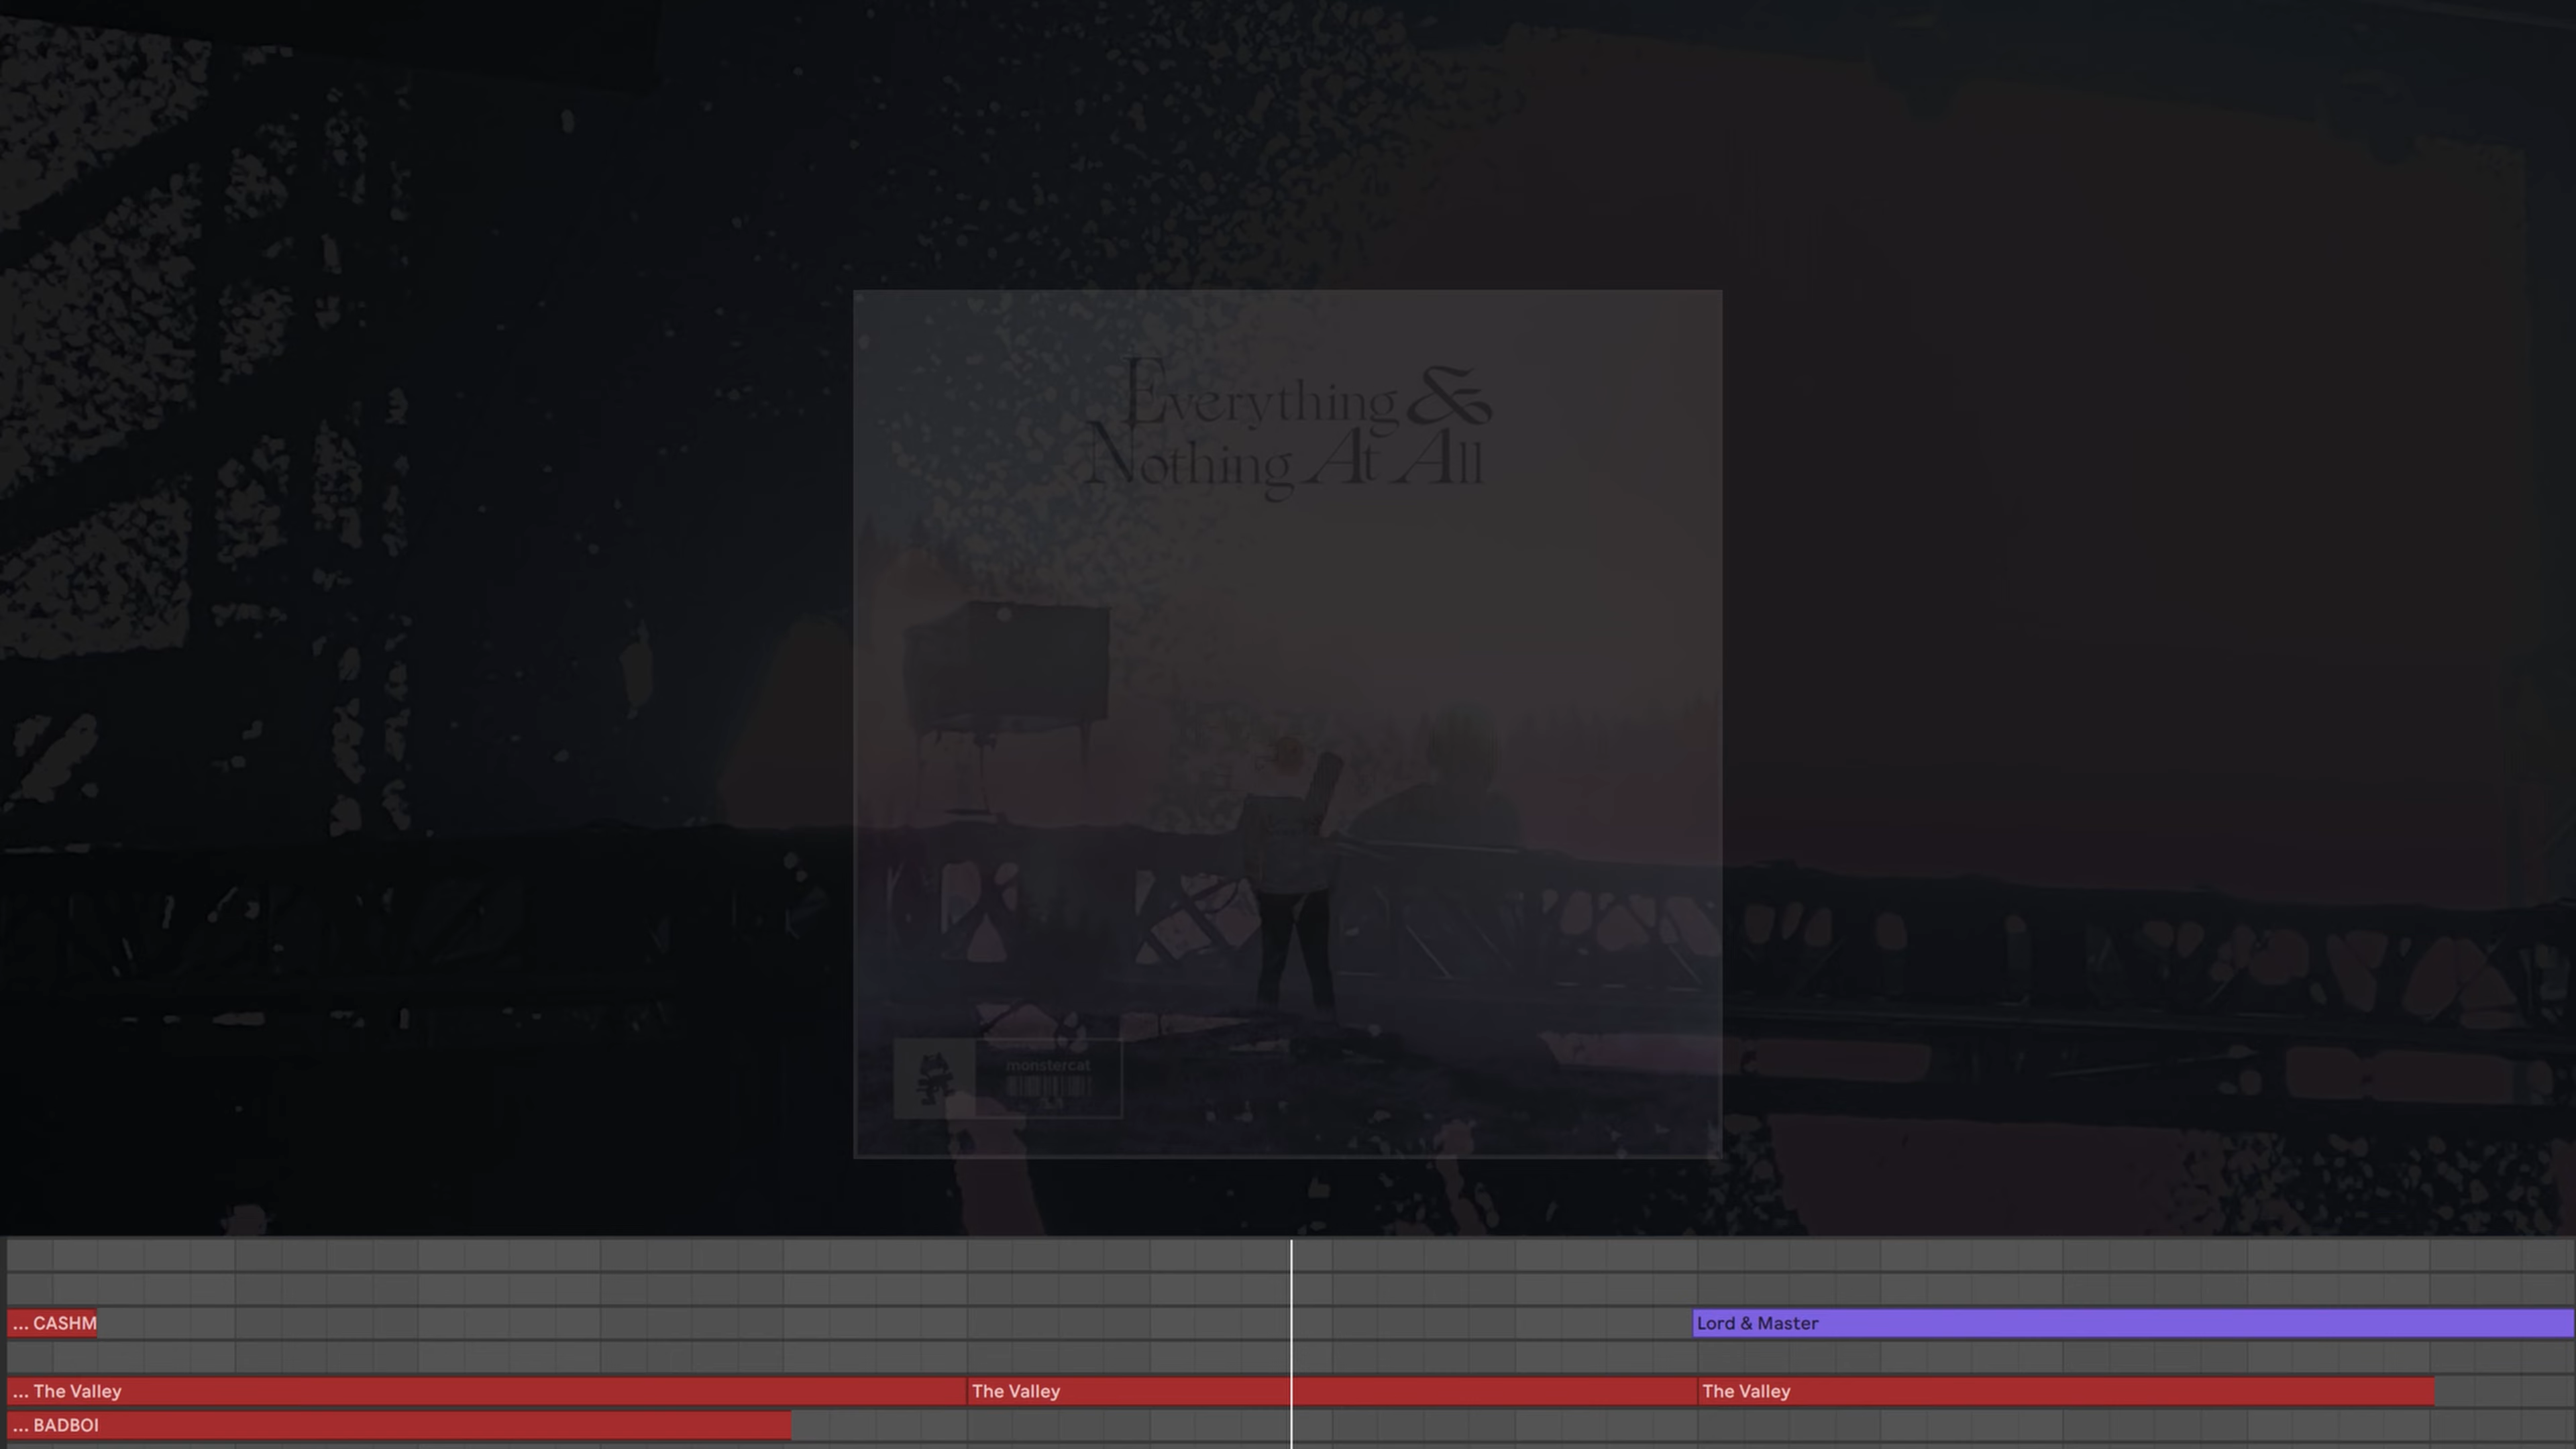 Everything &
Nothing At All
monstercat
... CASHM
Lord & Master
... The Valley
The Valley
The Valley
... BADBOI